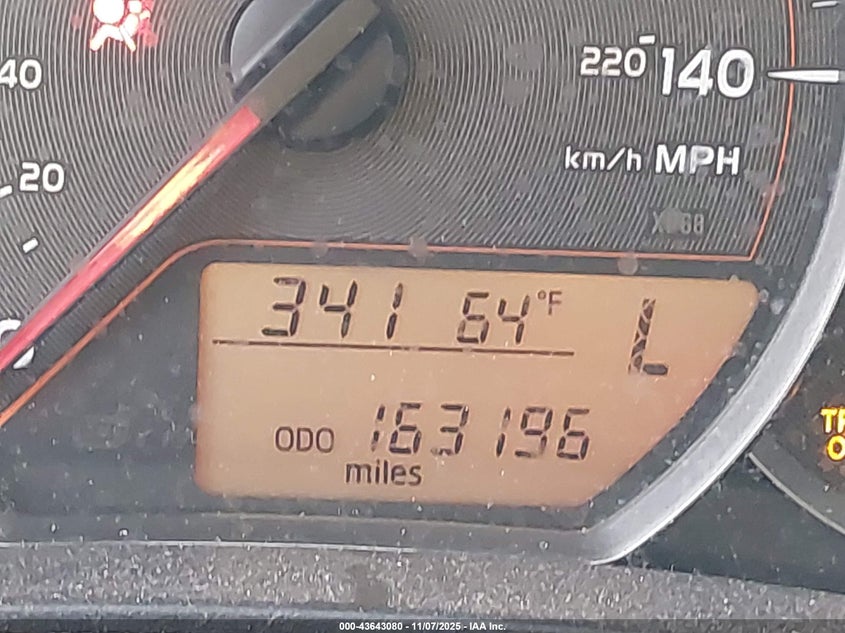 40
220 140
km/h MPH
20
341 64°F L
ODO 163196
miles
000-43643080 - 11/07/2025 - IAA Inc.